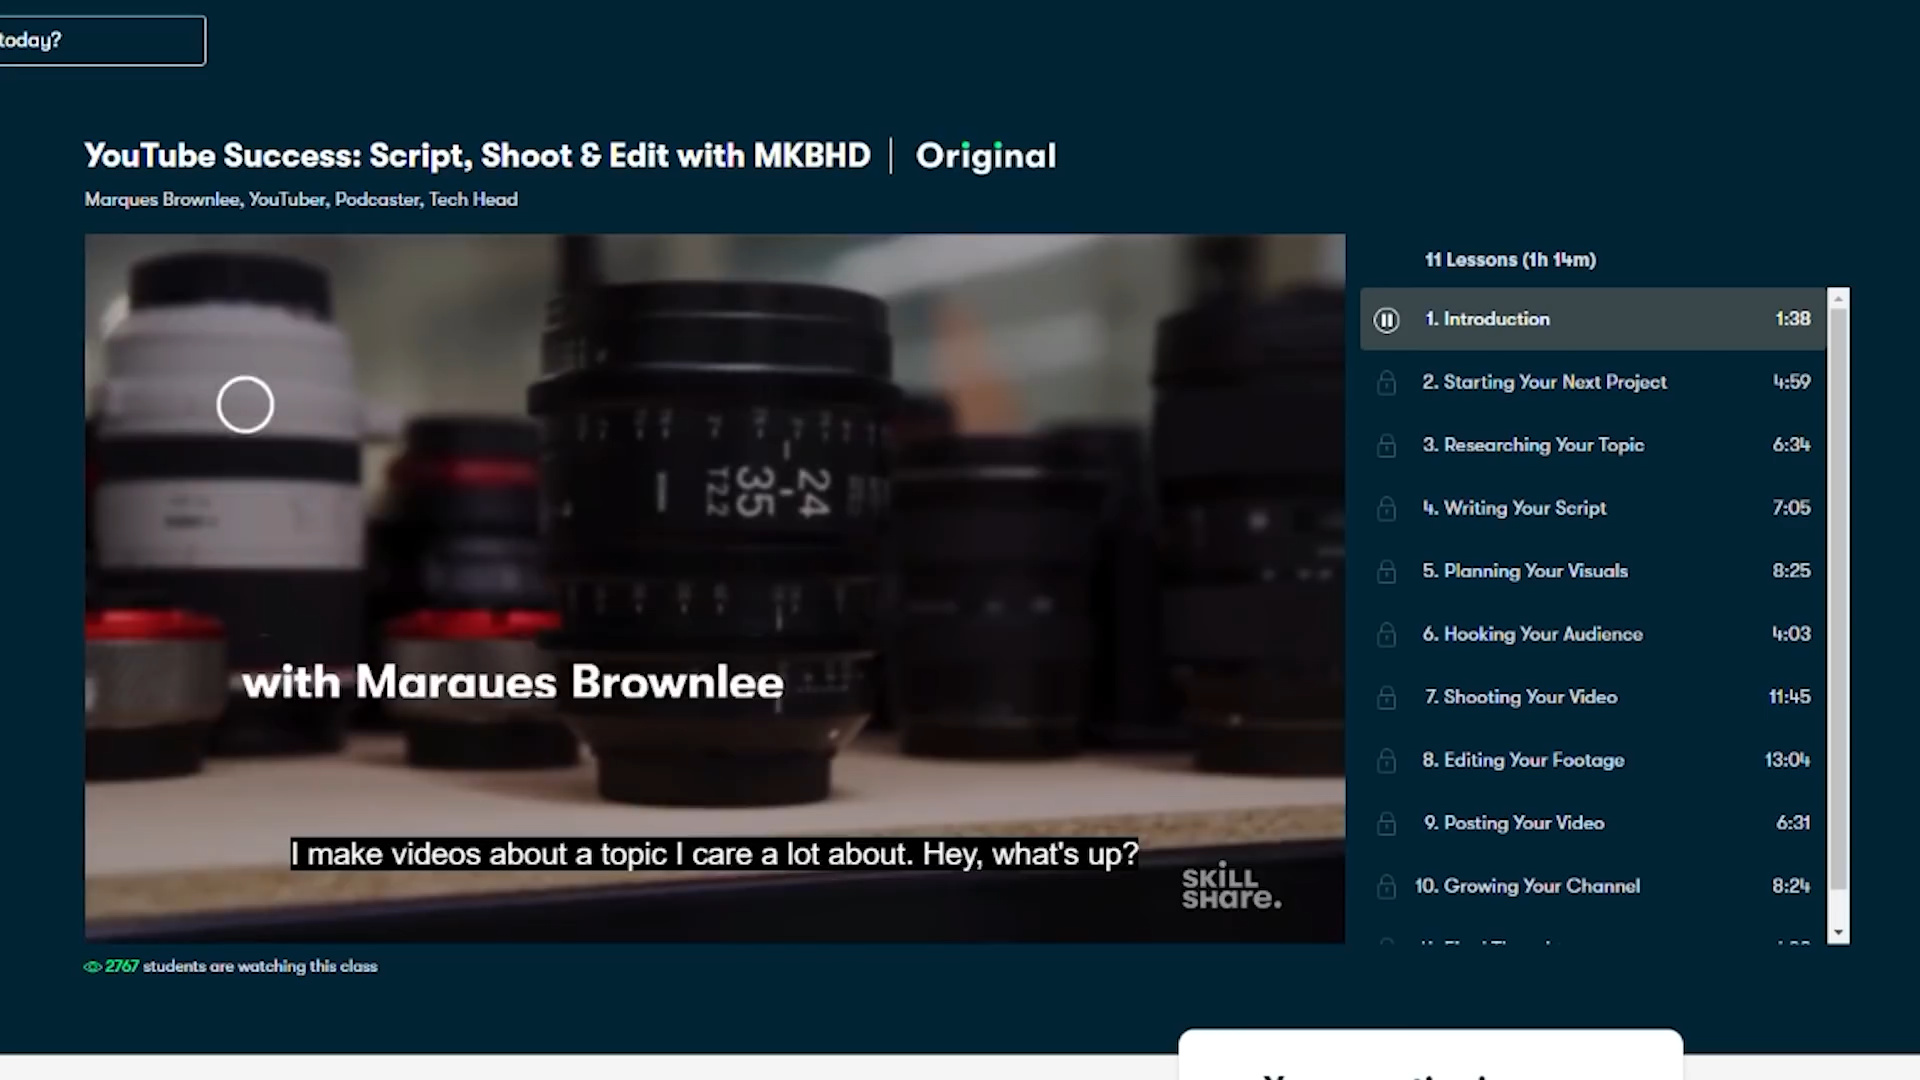 today?
YouTube Success: Script, Shoot & Edit with MKBHD | Original
Marques Brownlee, YouTuber, Podcaster, Tech Head
11 Lessons (1h 14m)
1. Introduction 1:38
2. Starting Your Next Project 4:59
3. Researching Your Topic 6:34
4. Writing Your Script 7:05
5. Planning Your Visuals 8:25
6. Hooking Your Audience 4:03
7. Shooting Your Video 11:45
8. Editing Your Footage 13:04
9. Posting Your Video 6:31
10. Growing Your Channel 8:24
24-35
T2.2
with Marques Brownlee
I make videos about a topic I care a lot about. Hey, what's up?
SKILL
SHare.
2767 students are watching this class